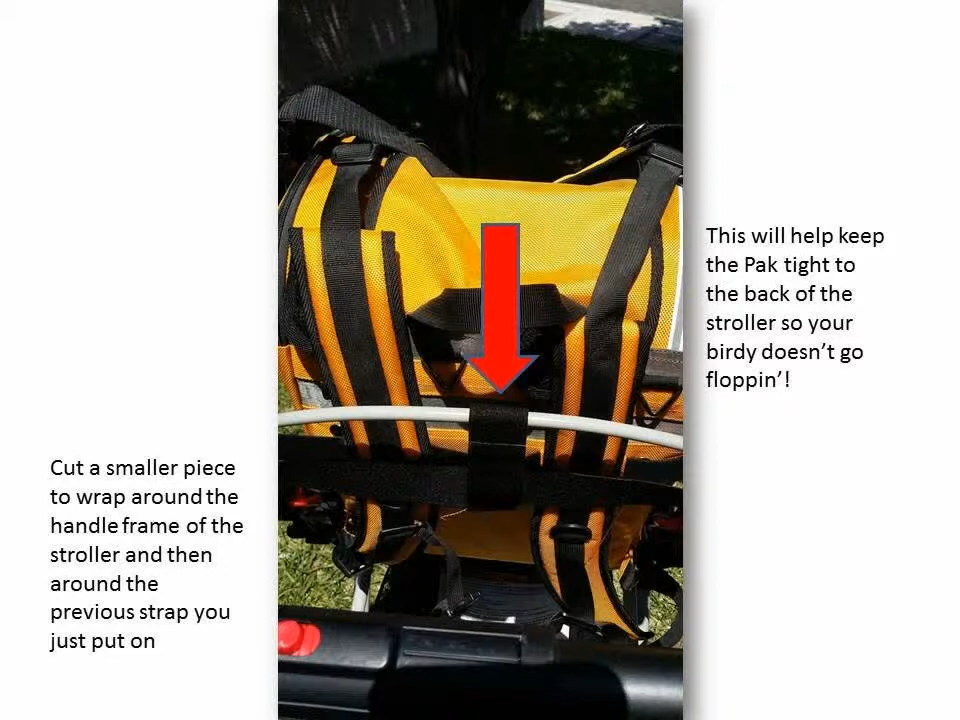 This will help keep
the Pak tight to
the back of the
stroller so your
birdy doesn’t go
floppin’!
Cut a smaller piece
to wrap around the
handle frame of the
stroller and then
around the
previous strap you
just put on